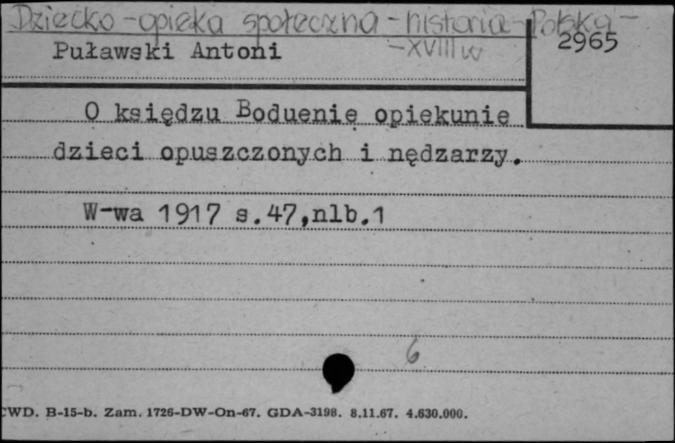 Dziecko - opieka społeczna - historia - Polska -
- XVIII w
2965
Puławski Antoni
O księdzu Boduenie opiekunie
dzieci opuszczonych i nędzarzy.
W-wa 1917 s.47,nlb.1
6
CWD. B-15-b. Zam. 1726-DW-On-67. GDA-3198. 8.11.67. 4.630.000.